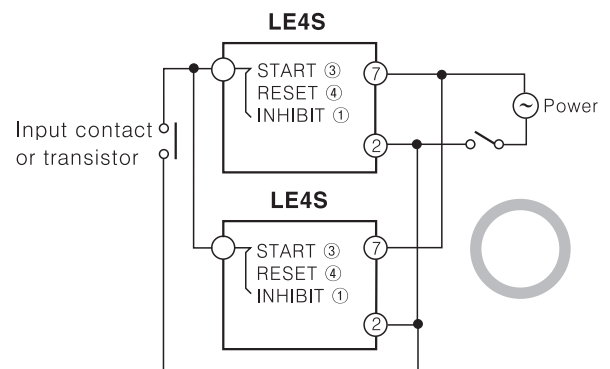 LE4S
START ③
RESET ④
INHIBIT ①
⑦
②
~ Power
Input contact
or transistor
LE4S
START ③
RESET ④
INHIBIT ①
⑦
②